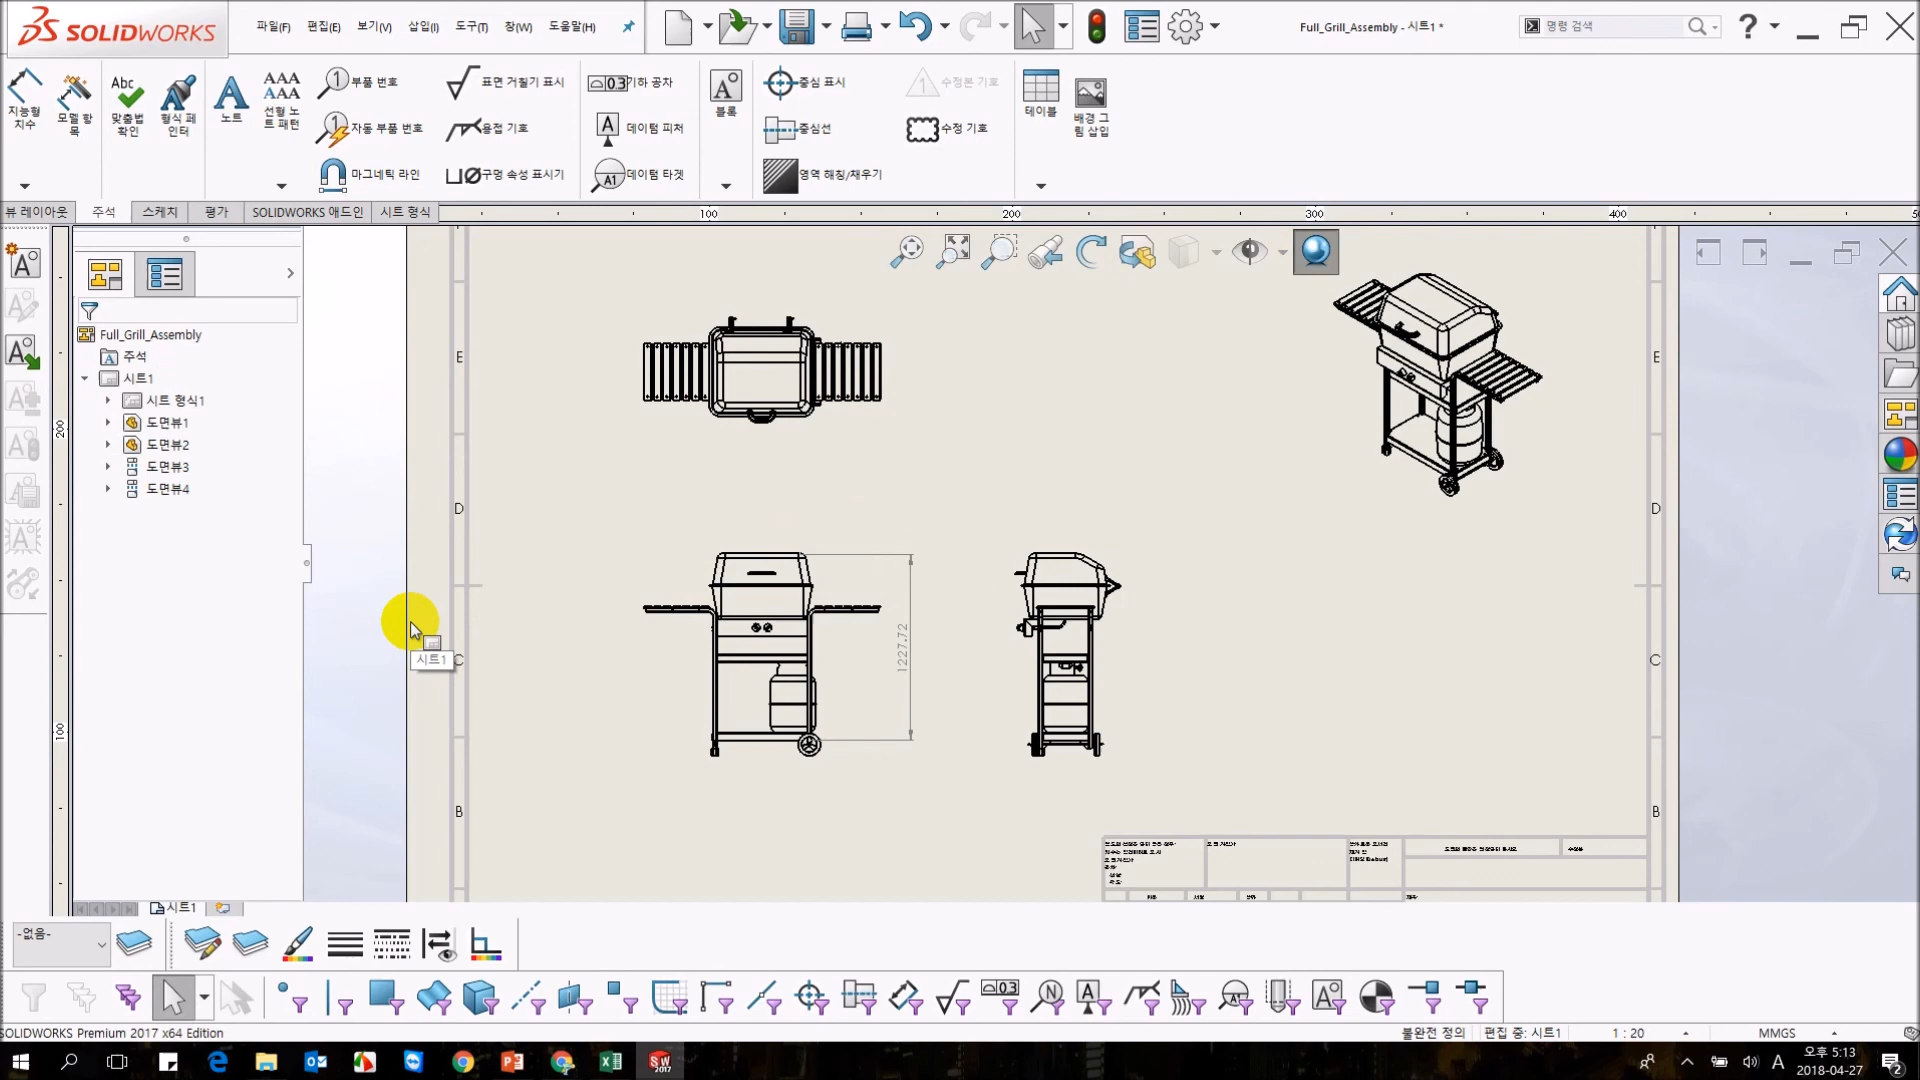 SOLIDWORKS 파일(F) 편집(E) 보기(V) 삽입(I) 도구(T) 창(W) 도움말(H) Full_Grill_Assembly - 시트1 * 명령 검색 ?
지능형 치수
모델 항목
Abc
맞춤법 확인
형식 페인터
노트
AAA
AAA
선형 노트 패턴
부품 번호
자동 부품 번호
마그네틱 라인
표면 거칠기 표시
용접 기호
구멍 속성 표시기
0.3 기하 공차
데이텀 피처
데이텀 타겟
블록
중심 표시
중심선
영역 해칭/채우기
수정본 기호
수정 기호
테이블
배경 그림 삽입
뷰 레이아웃 주석 스케치 평가 SOLIDWORKS 애드인 시트 형식
100 200 300 400
Full_Grill_Assembly
주석
시트1
시트 형식1
도면뷰1
도면뷰2
도면뷰3
도면뷰4
200
100
E
D
C
B
E
D
C
B
1227.72
시트1
시트1
-없음-
SOLIDWORKS Premium 2017 x64 Edition 불완전 정의 편집 중: 시트1 1 : 20 MMGS
A 오후 5:13
2018-04-27
2